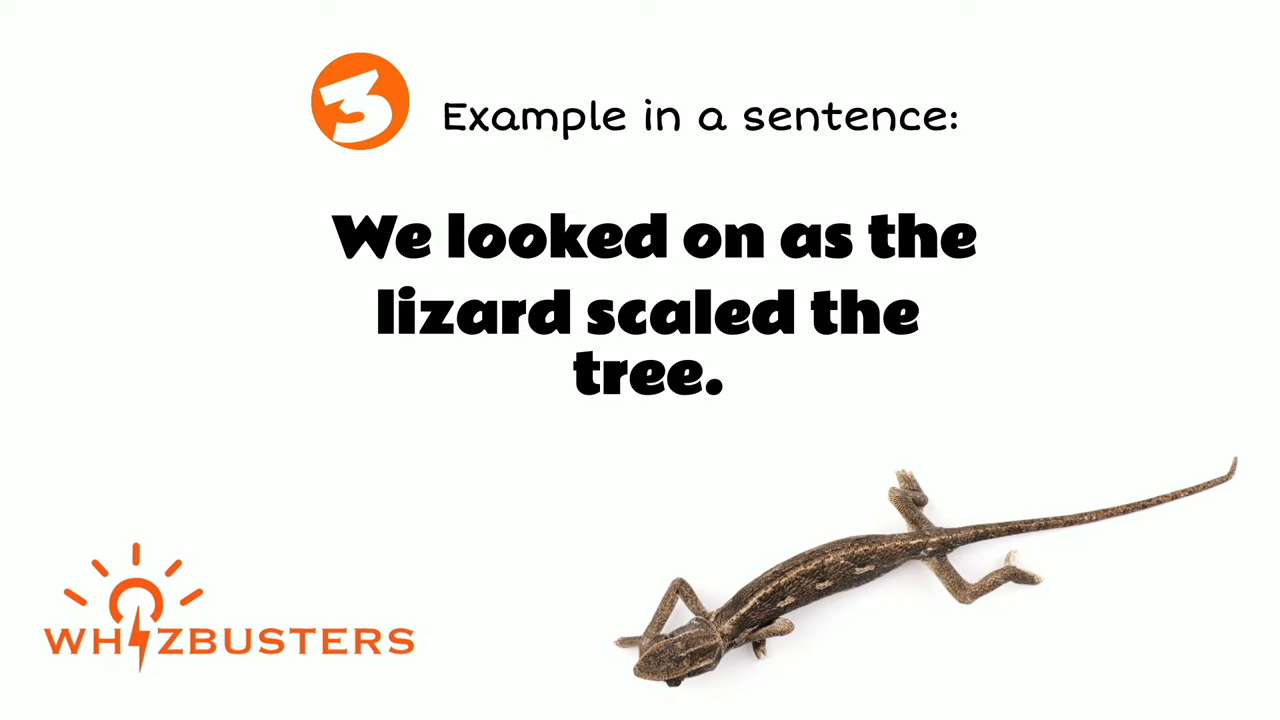 3 Example in a sentence:
We looked on as the
lizard scaled the
tree.
WHIZBUSTERS